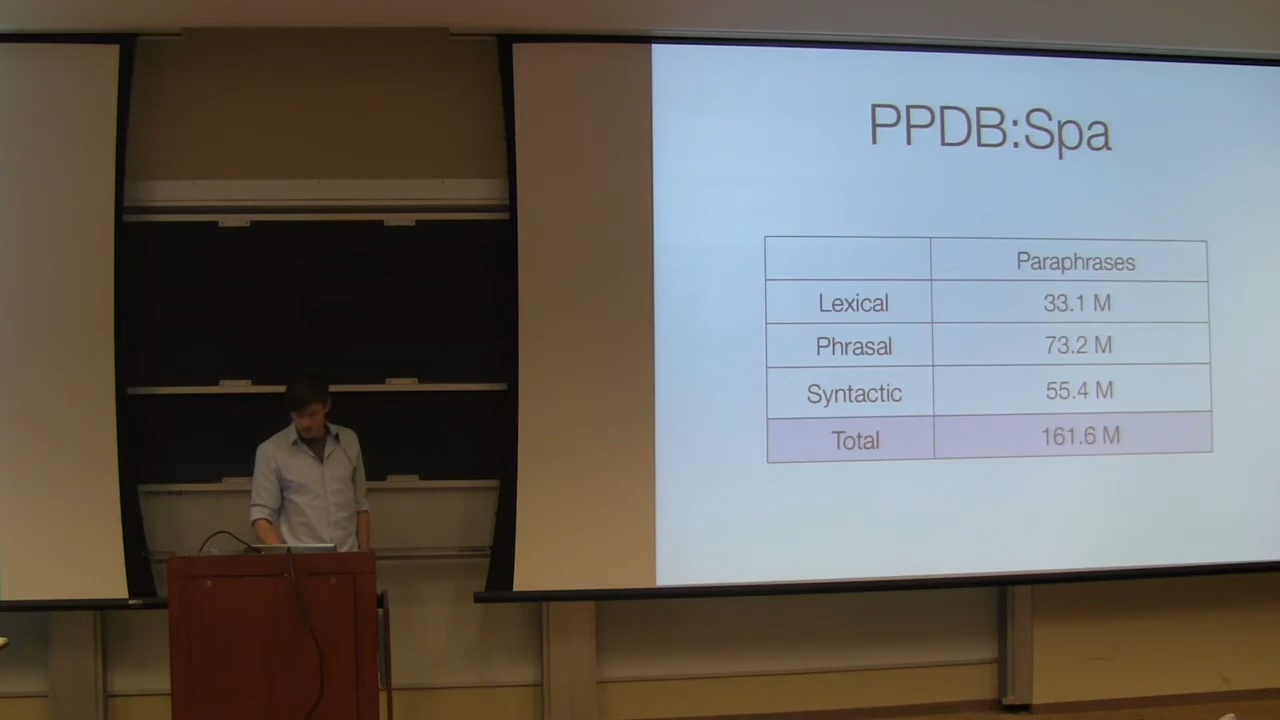 PPDB:Spa
Paraphrases
Lexical 33.1 M
Phrasal 73.2 M
Syntactic 55.4 M
Total 161.6 M